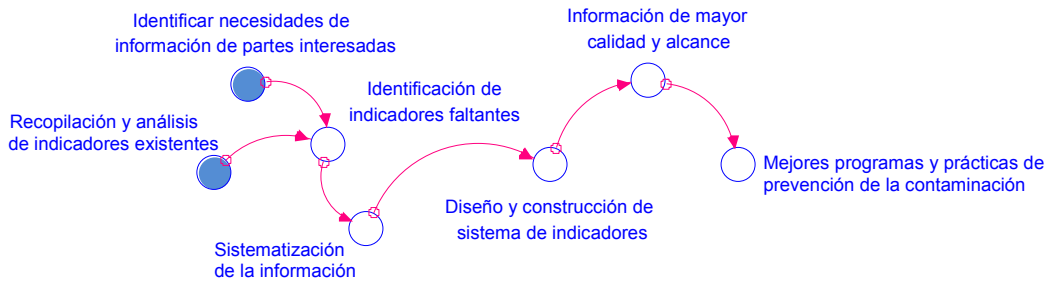 Identificar necesidades de
información de partes interesadas
Recopilación y análisis
de indicadores existentes
Identificación de
indicadores faltantes
Sistematización
de la información
Diseño y construcción de
sistema de indicadores
Información de mayor
calidad y alcance
Mejores programas y prácticas de
prevención de la contaminación